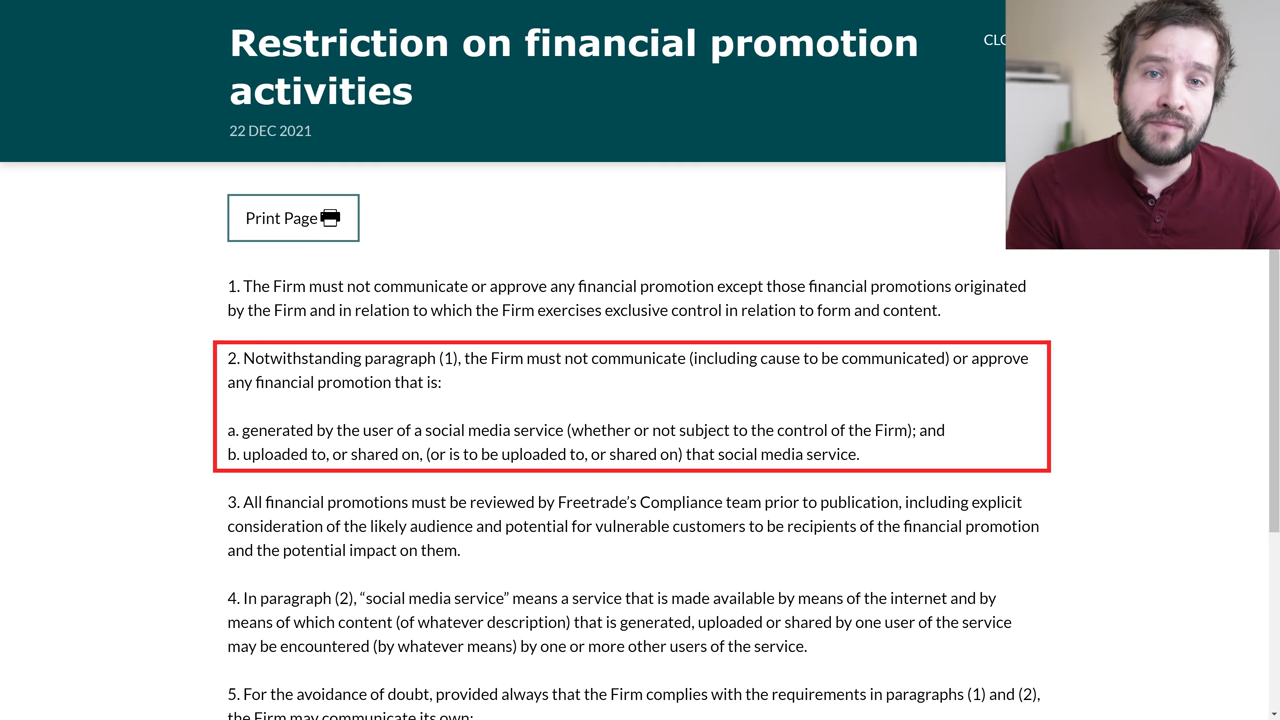 Restriction on financial promotion
activities
22 DEC 2021
Print Page
1. The Firm must not communicate or approve any financial promotion except those financial promotions originated
by the Firm and in relation to which the Firm exercises exclusive control in relation to form and content.
2. Notwithstanding paragraph (1), the Firm must not communicate (including cause to be communicated) or approve
any financial promotion that is:
a. generated by the user of a social media service (whether or not subject to the control of the Firm); and
b. uploaded to, or shared on, (or is to be uploaded to, or shared on) that social media service.
3. All financial promotions must be reviewed by Freetrade’s Compliance team prior to publication, including explicit
consideration of the likely audience and potential for vulnerable customers to be recipients of the financial promotion
and the potential impact on them.
4. In paragraph (2), “social media service” means a service that is made available by means of the internet and by
means of which content (of whatever description) that is generated, uploaded or shared by one user of the service
may be encountered (by whatever means) by one or more other users of the service.
5. For the avoidance of doubt, provided always that the Firm complies with the requirements in paragraphs (1) and (2),
the Firm may communicate its own: